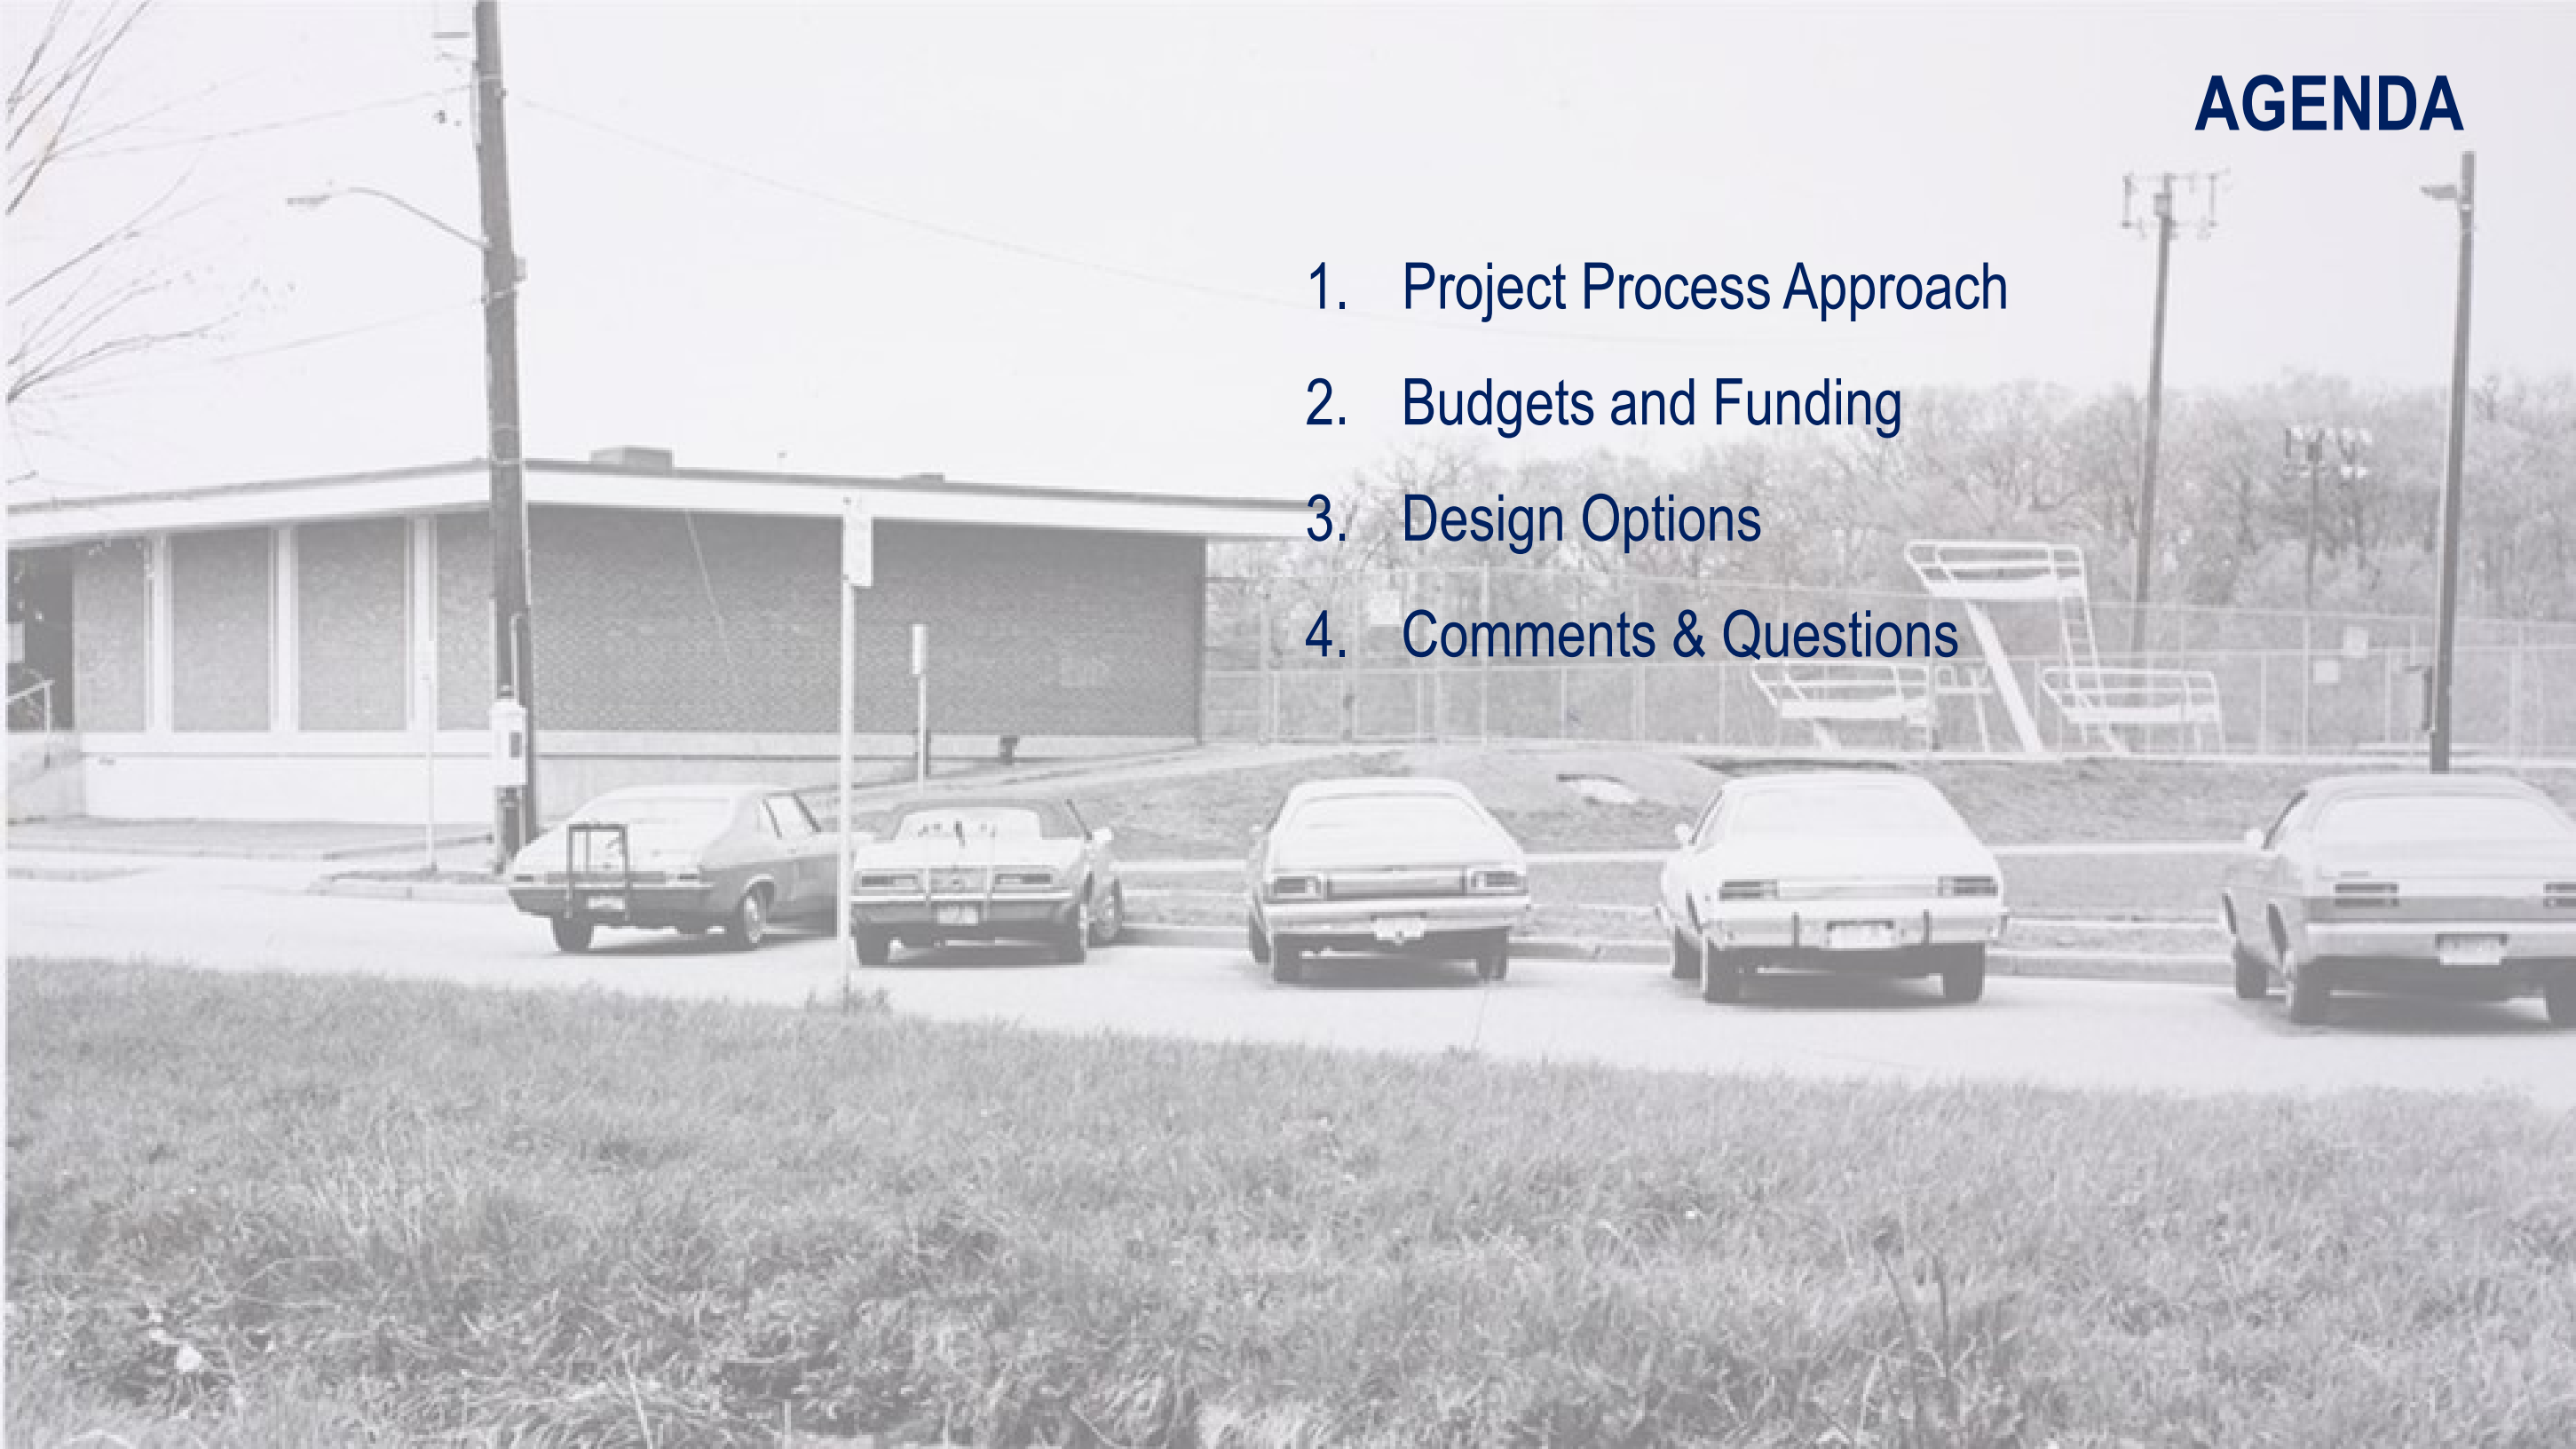 AGENDA
1. Project Process Approach
2. Budgets and Funding
3. Design Options
4. Comments & Questions